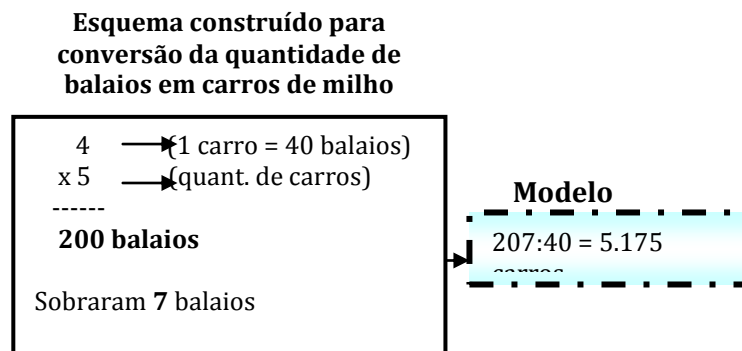 Esquema construído para
conversão da quantidade de
balaios em carros de milho
4 (1 carro = 40 balaios)
x 5 (quant. de carros)
------
200 balaios
Sobraram 7 balaios
Modelo
207:40 = 5.175
carros